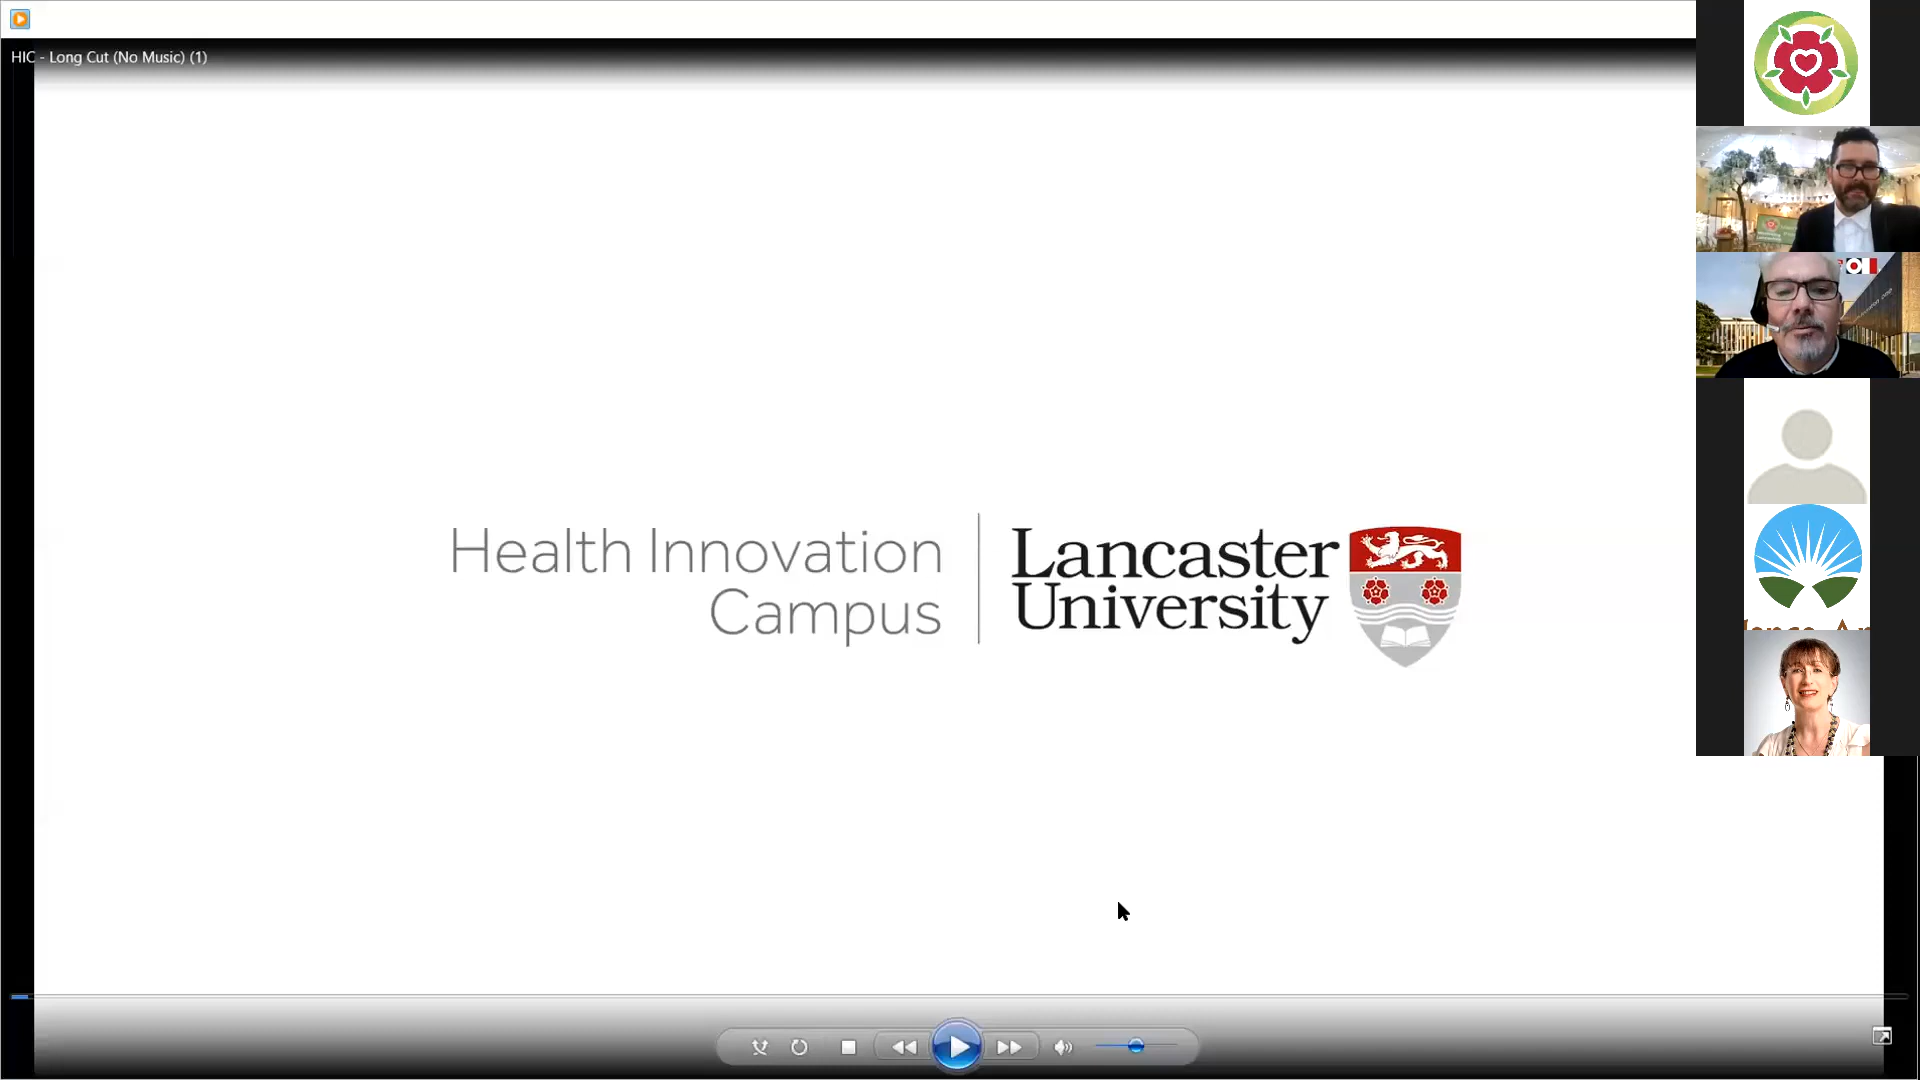 HIC - Long Cut (No Music) (1)
Health Innovation
Campus
Lancaster
University